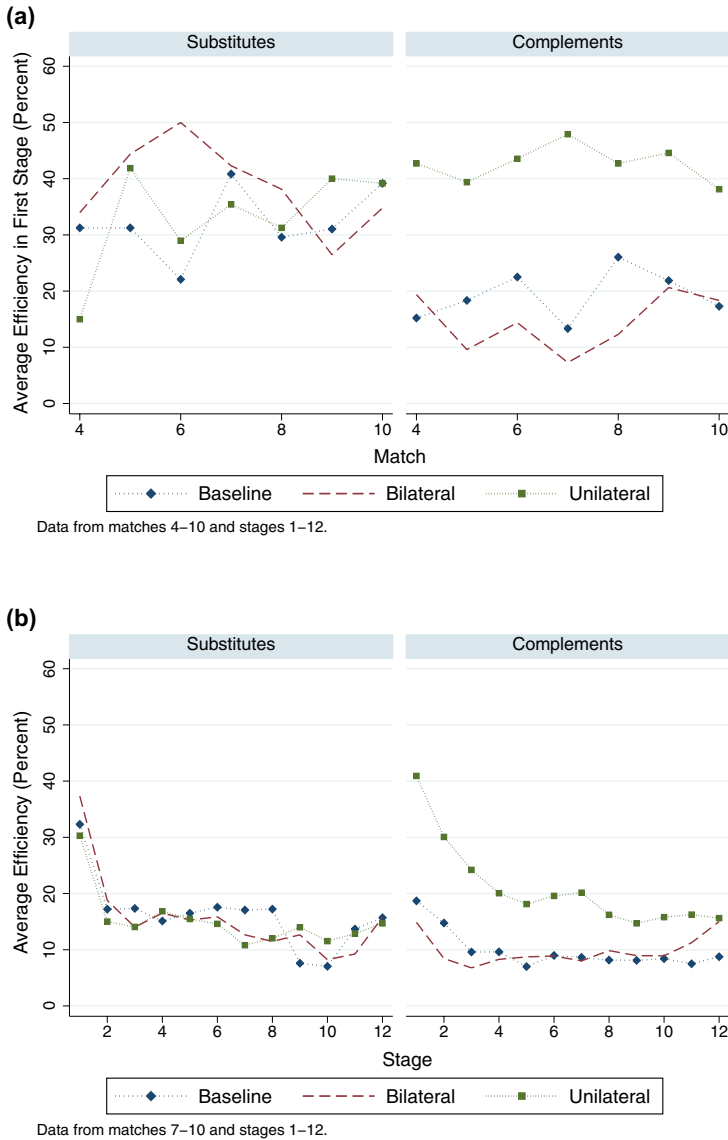 (a)
Substitutes
Complements
Average Efficiency in First Stage (Percent)
60
50
40
30
20
10
0
4
6
8
10
4
6
8
10
Match
Baseline
Bilateral
Unilateral
Data from matches 4–10 and stages 1–12.
(b)
Substitutes
Complements
Average Efficiency (Percent)
60
50
40
30
20
10
0
2
4
6
8
10
12
2
4
6
8
10
12
Stage
Baseline
Bilateral
Unilateral
Data from matches 7–10 and stages 1–12.